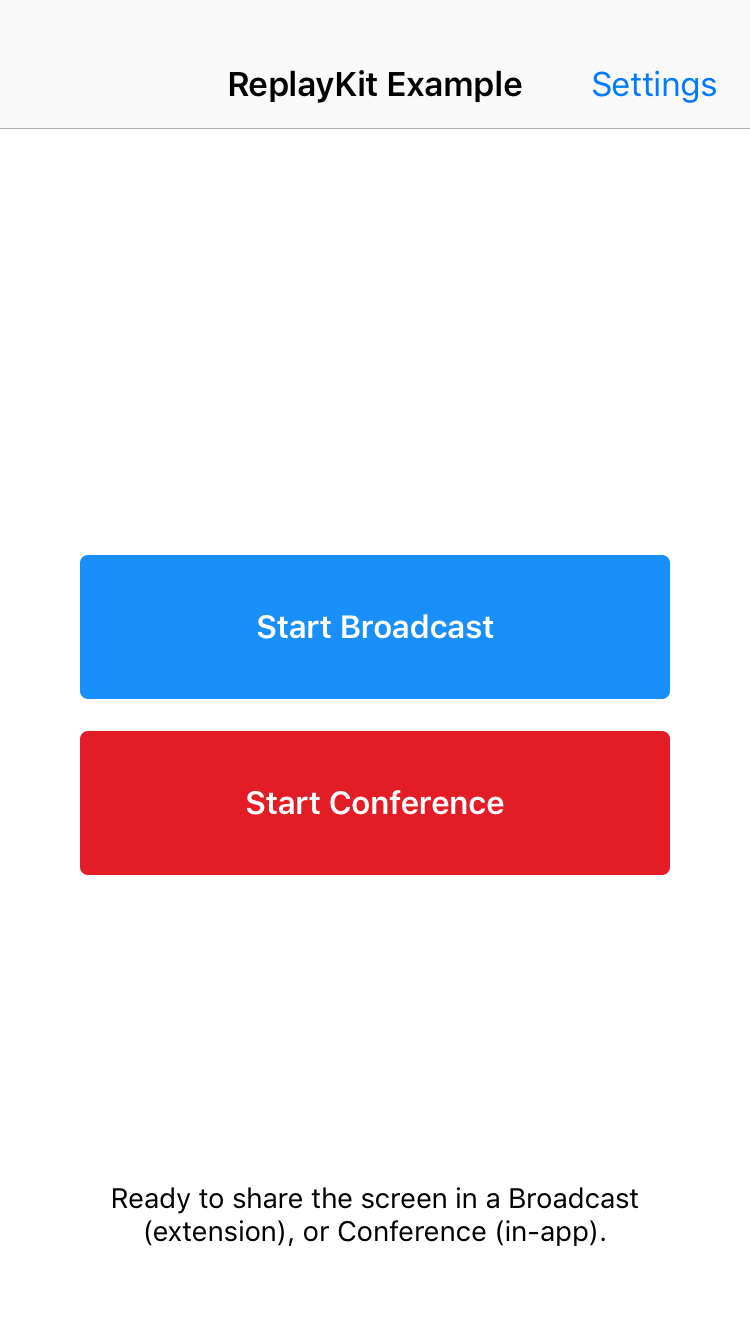 ReplayKit Example
Settings
Start Broadcast
Start Conference
Ready to share the screen in a Broadcast
(extension), or Conference (in-app).